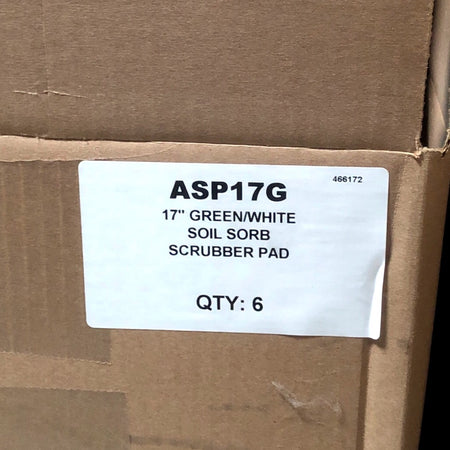 466172
ASP17G
17" GREEN/WHITE
SOIL SORB
SCRUBBER PAD
QTY: 6